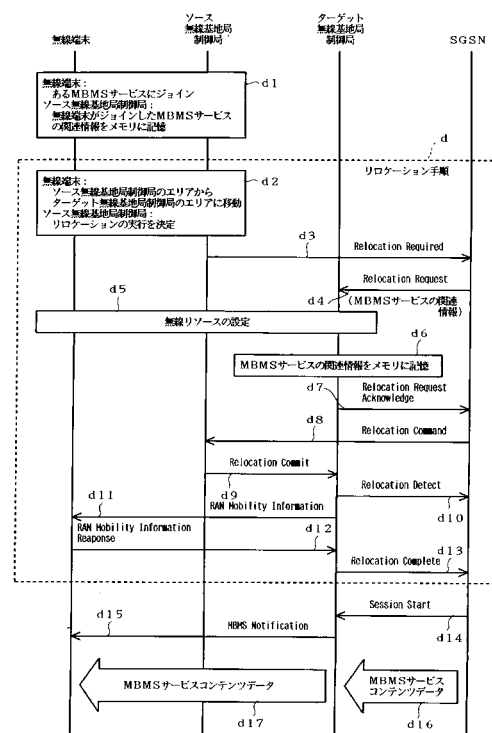 無線端末
ソース
無線基地局
制御局
ターゲット
無線基地局
制御局
SGSN
無線端末：
あるMBMSサービスにジョイン
ソース無線基地局制御局：
無線端末がジョインしたMBMSサービス
の関連情報をメモリに記憶
d1
d
リロケーション手順
無線端末：
ソース無線基地局制御局のエリアから
ターゲット無線基地局制御局のエリアに移動
ソース無線基地局制御局：
リロケーションの実行を決定
d2
d3
Relocation Required
Relocation Request
d4
(MBMSサービスの関連
情報)
d5
無線リソースの設定
d6
MBMSサービスの関連情報をメモリに記憶
d7
Relocation Request
Acknowledge
d8
Relocation Command
Relocation Commit
d9
Relocation Detect
d10
d11
RAN Mobility Information
RAN Mobility Information
Reaponse
d12
d13
Relocation Complete
Session Start
d14
d15
MBMS Notification
MBMSサービスコンテンツデータ
d17
MBMSサービス
コンテンツデータ
d16